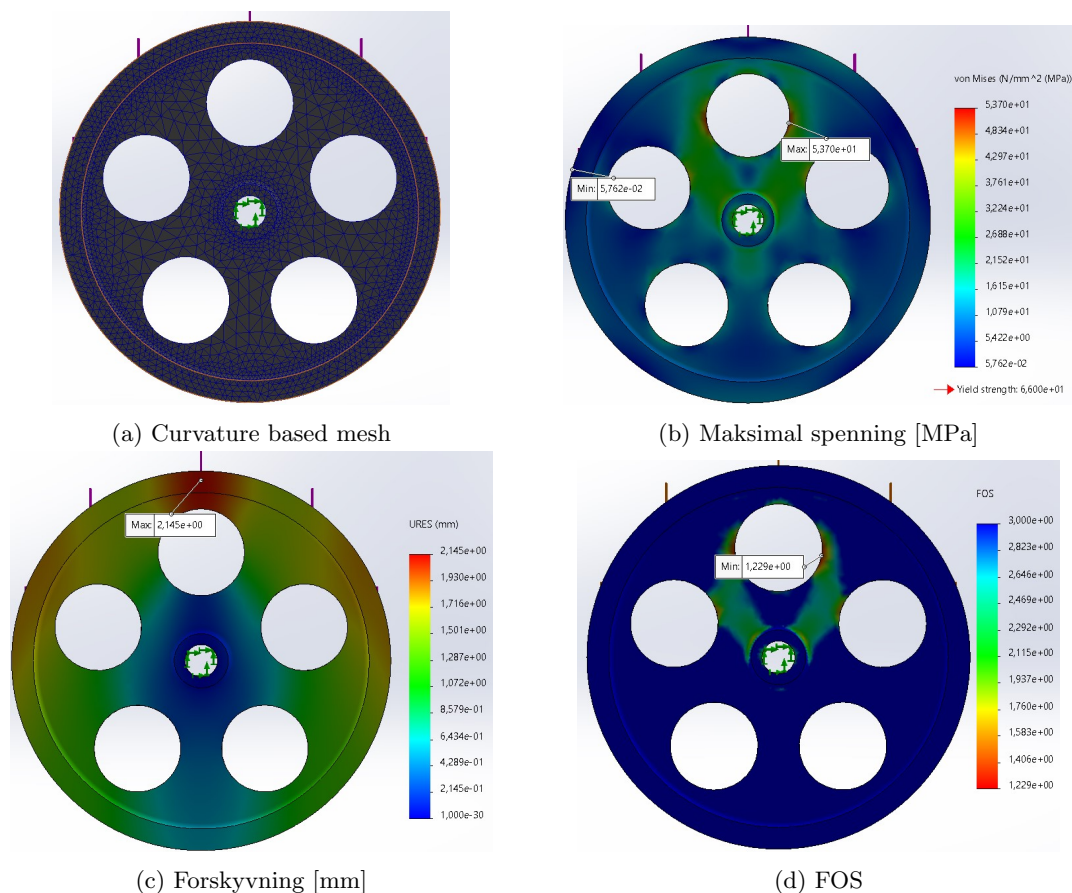 von Mises (N/mm^2 (MPa))
5,370e+01
4,834e+01
4,297e+01
3,761e+01
3,224e+01
2,688e+01
2,152e+01
1,615e+01
1,079e+01
5,422e+00
5,762e-02
Yield strength: 6,600e+01
Max: 5,370e+01
Min: 5,762e-02
(a) Curvature based mesh
(b) Maksimal spenning [MPa]
Max: 2,145e+00
URES (mm)
2,145e+00
1,930e+00
1,716e+00
1,501e+00
1,287e+00
1,072e+00
8,579e-01
6,434e-01
4,289e-01
2,145e-01
1,000e-30
Min: 1,229e+00
FOS
3,000e+00
2,823e+00
2,646e+00
2,469e+00
2,292e+00
2,115e+00
1,937e+00
1,760e+00
1,583e+00
1,406e+00
1,229e+00
(c) Forskyvning [mm]
(d) FOS